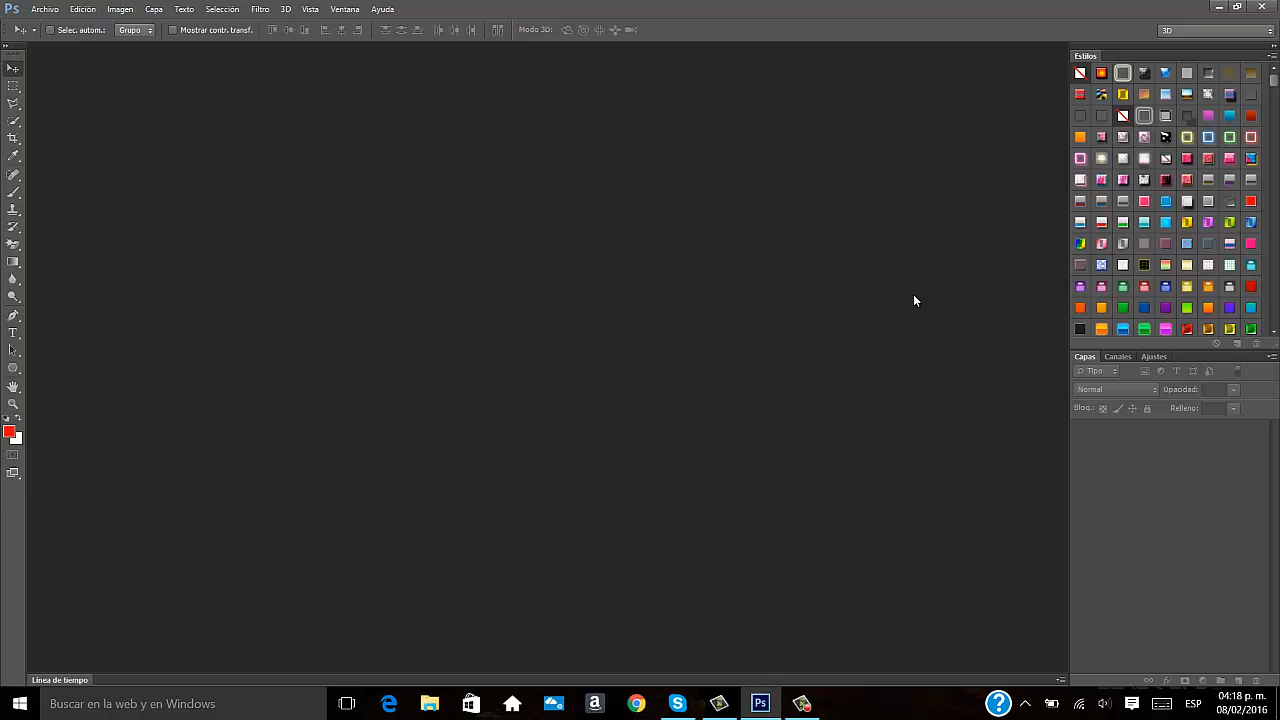 Ps Archivo Edición Imagen Capa Texto Selección Filtro 3D Vista Ventana Ayuda
Selec. autom.: Grupo Mostrar contr. transf. Modo 3D: 3D
Estilos
Capas Canales Ajustes
Tipo
Normal Opacidad:
Bloq.: Relleno:
Línea de tiempo
Buscar en la web y en Windows
a
S
Ps
?
ESP
04:18 p. m.
08/02/2016